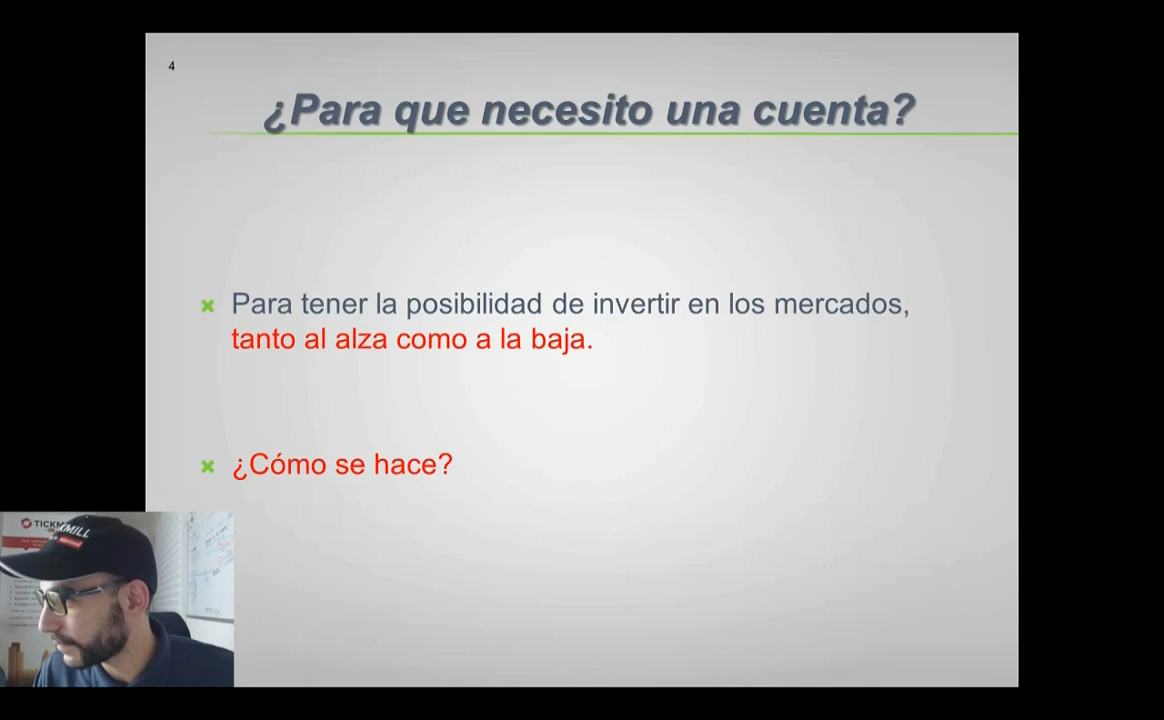 4
¿Para que necesito una cuenta?
Para tener la posibilidad de invertir en los mercados,
tanto al alza como a la baja.
¿Cómo se hace?